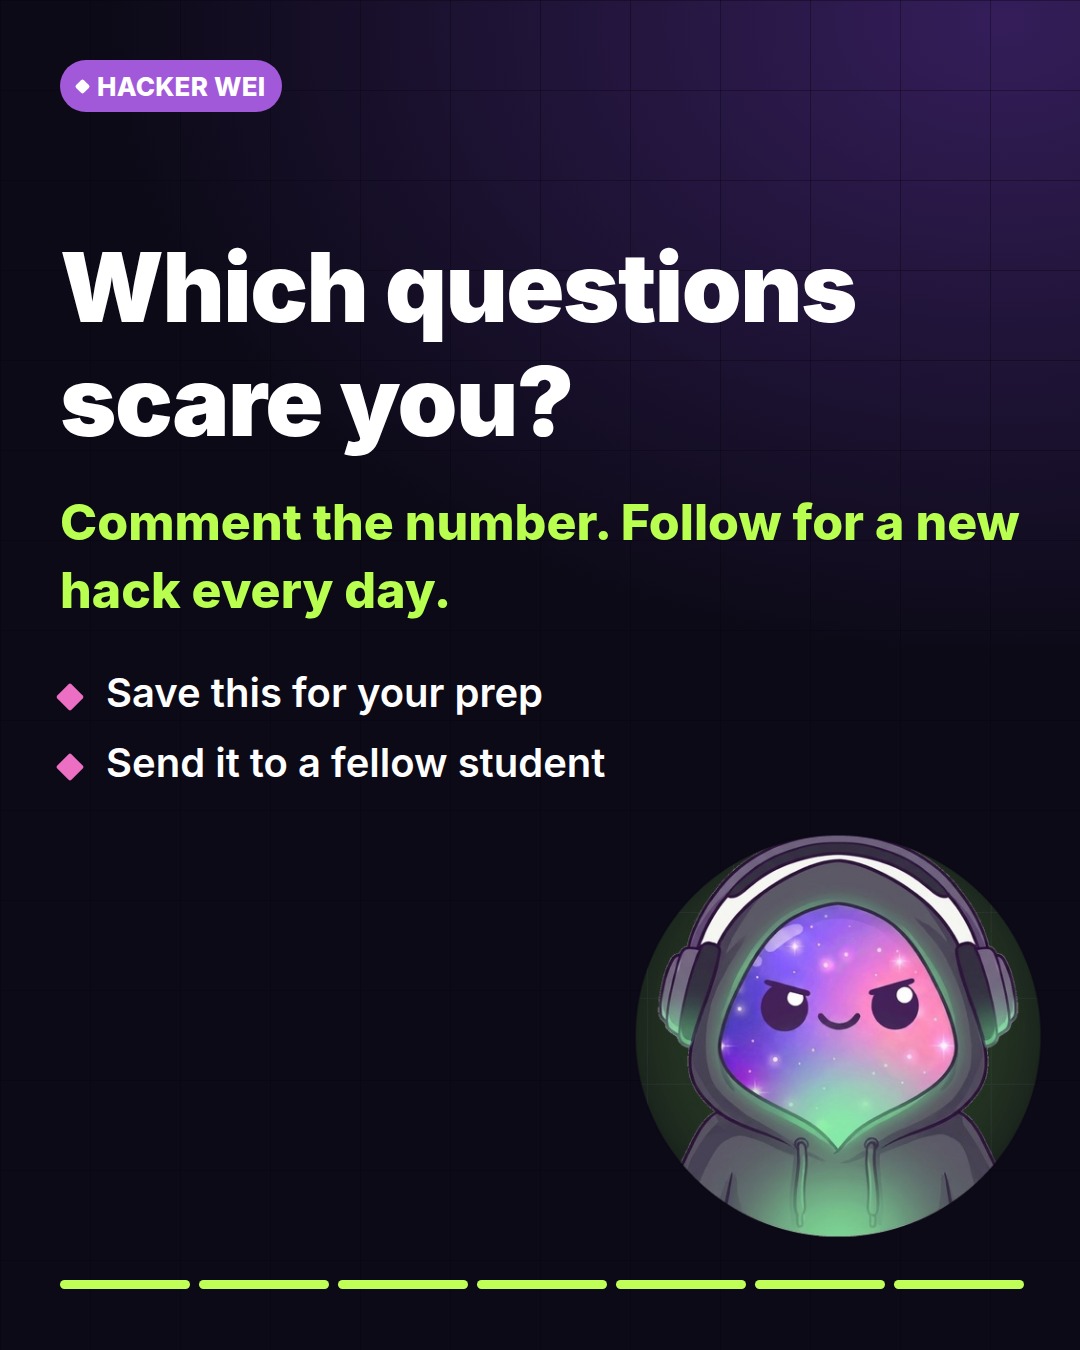 HACKER WEI
Which questions
scare you?
Comment the number. Follow for a new
hack every day.
Save this for your prep
Send it to a fellow student